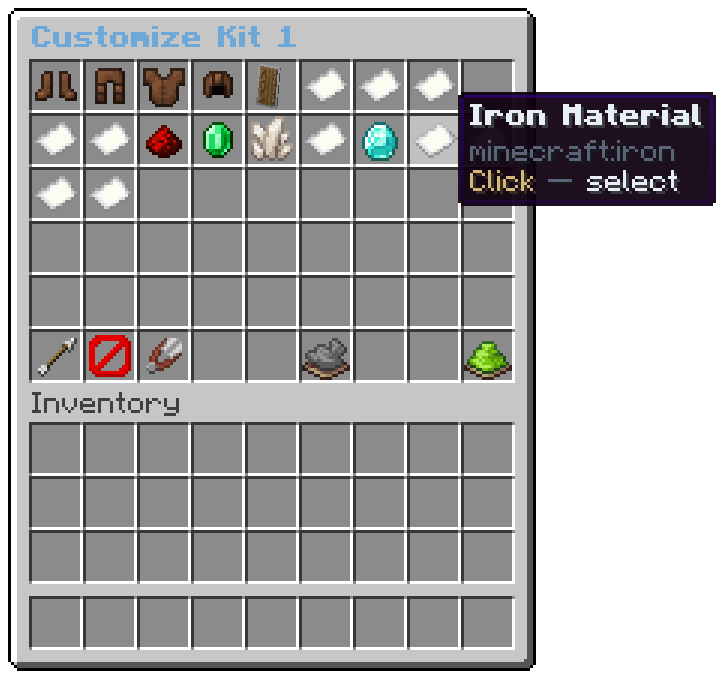 Customize Kit 1
Iron Material
minecraft:iron
Click — select
Inventory